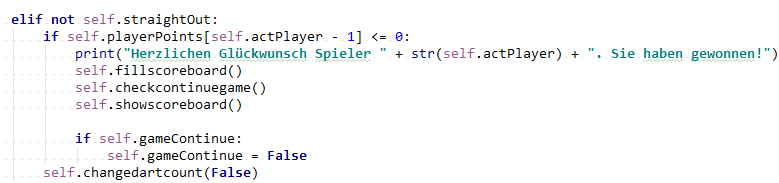 elif not self.straightOut:
    if self.playerPoints[self.actPlayer - 1] <= 0:
        print("Herzlichen Glückwunsch Spieler " + str(self.actPlayer) + ". Sie haben gewonnen!")
        self.fillscoreboard()
        self.checkcontinuegame()
        self.showscoreboard()

        if self.gameContinue:
            self.gameContinue = False
    self.changedartcount(False)